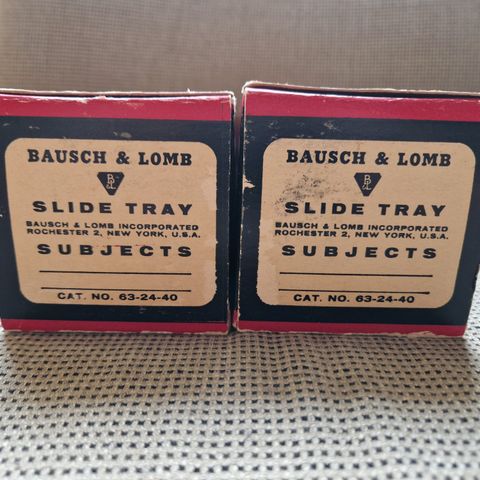 BAUSCH & LOMB
B
&L
SLIDE TRAY
BAUSCH & LOMB INCORPORATED
ROCHESTER 2, NEW YORK, U.S.A.
SUBJECTS
CAT. NO. 63-24-40
BAUSCH & LOMB
B
&L
SLIDE TRAY
BAUSCH & LOMB INCORPORATED
ROCHESTER 2, NEW YORK, U.S.A.
SUBJECTS
CAT. NO. 63-24-40